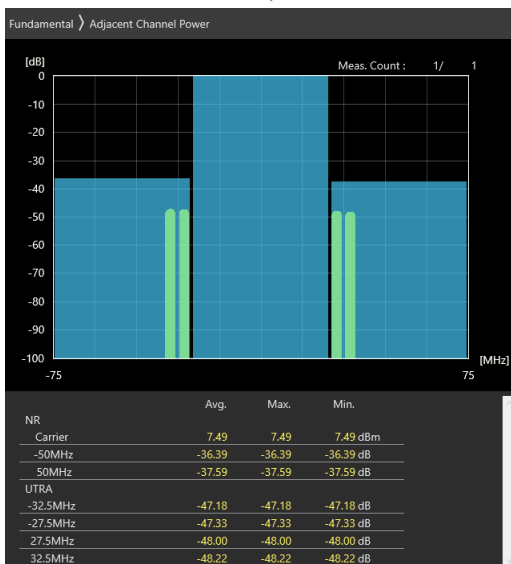 Fundamental 〉 Adjacent Channel Power
[dB] Meas. Count : 1/ 1
0
-10
-20
-30
-40
-50
-60
-70
-80
-90
-100
[MHz]
-75 75
Avg. Max. Min.
NR
Carrier 7.49 7.49 7.49 dBm
-50MHz -36.39 -36.39 -36.39 dB
50MHz -37.59 -37.59 -37.59 dB
UTRA
-32.5MHz -47.18 -47.18 -47.18 dB
-27.5MHz -47.33 -47.33 -47.33 dB
27.5MHz -48.00 -48.00 -48.00 dB
32.5MHz -48.22 -48.22 -48.22 dB